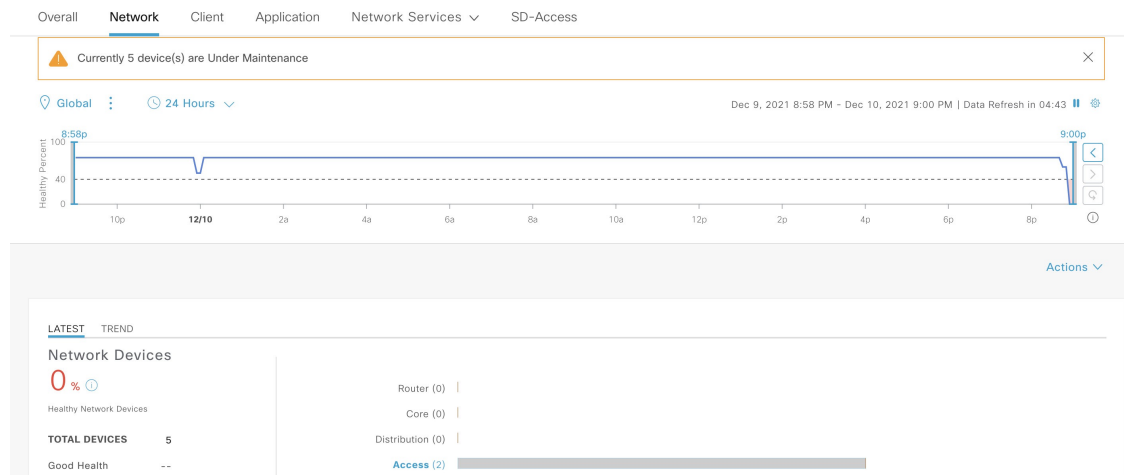 Overall Network Client Application Network Services SD-Access
Currently 5 device(s) are Under Maintenance
Global 24 Hours Dec 9, 2021 8:58 PM - Dec 10, 2021 9:00 PM | Data Refresh in 04:43
8:58p 9:00p
Healthy Percent
100
40
0
10p 12/10 2a 4a 6a 8a 10a 12p 2p 4p 6p 8p
Actions
LATEST TREND
Network Devices
0 %
Healthy Network Devices
TOTAL DEVICES 5
Good Health --
Router (0)
Core (0)
Distribution (0)
Access (2)